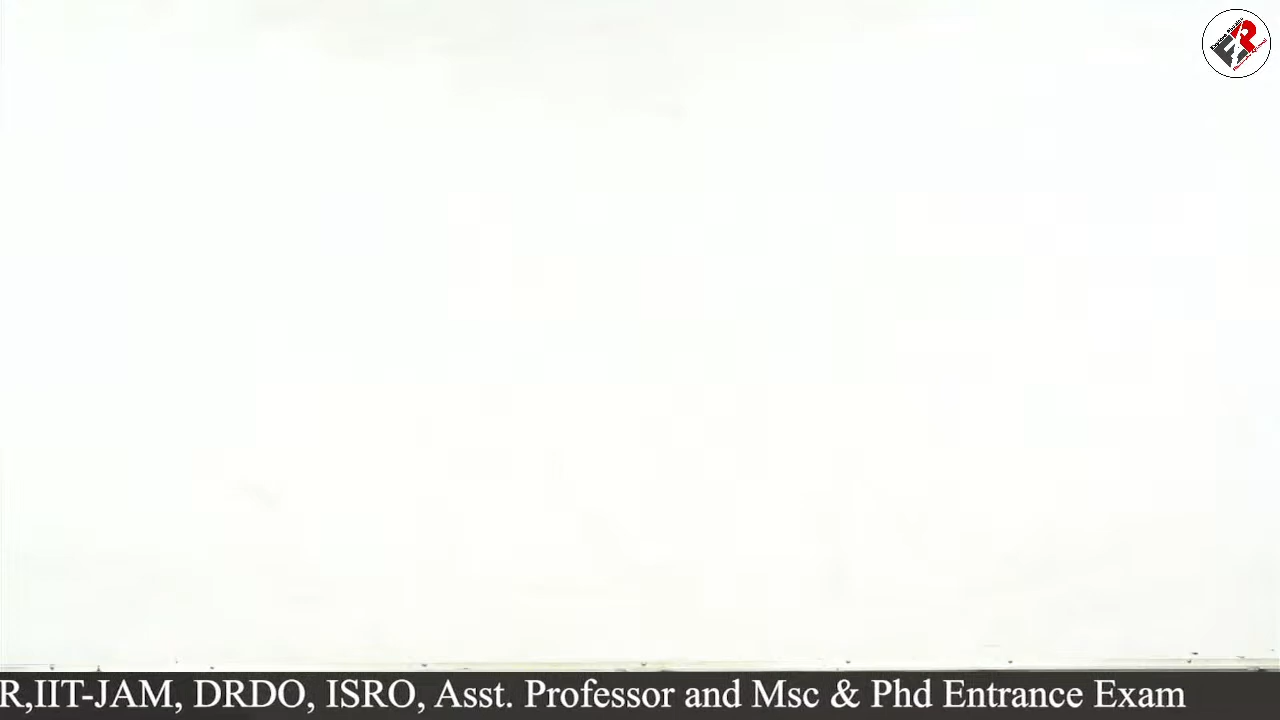 R,IIT-JAM, DRDO, ISRO, Asst. Professor and Msc & Phd Entrance Exam